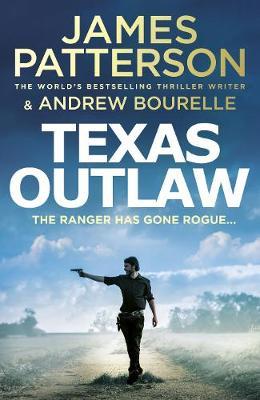 JAMES
PATTERSON
THE WORLD'S BESTSELLING THRILLER WRITER
& ANDREW BOURELLE
TEXAS
OUTLAW
THE RANGER HAS GONE ROGUE...